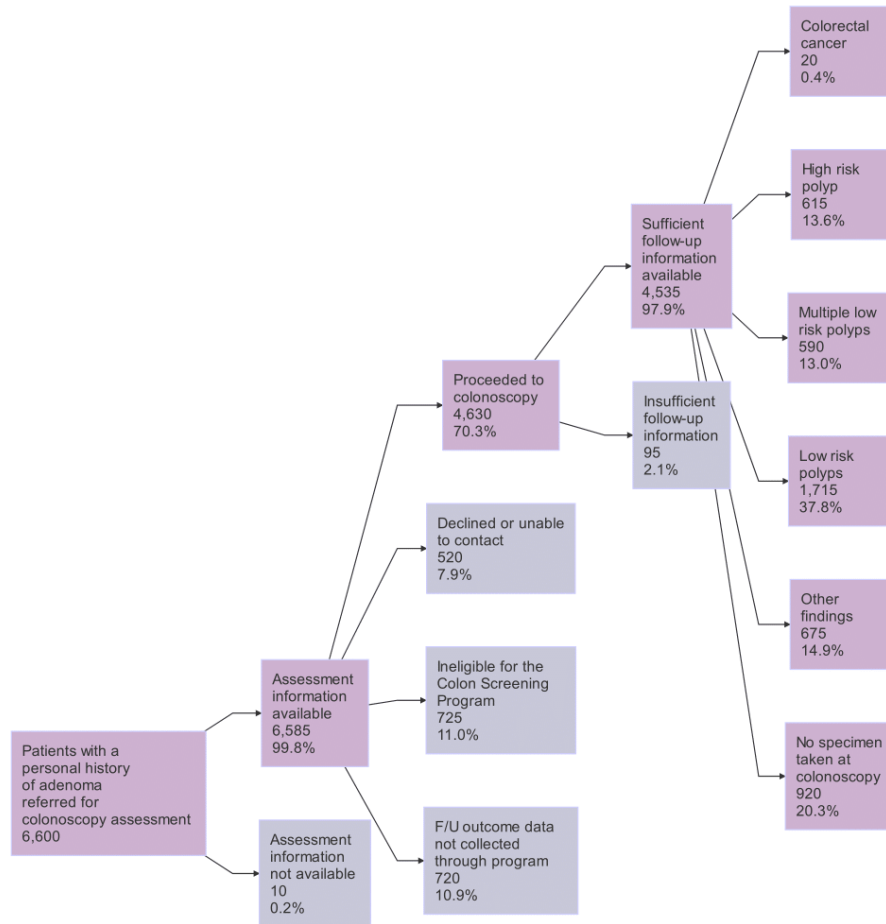 Patients with a
personal history
of adenoma
referred for
colonoscopy assessment
6,600
Assessment
information
available
6,585
99.8%
Assessment
information
not available
10
0.2%
Proceeded to
colonoscopy
4,630
70.3%
Declined or unable
to contact
520
7.9%
Ineligible for the
Colon Screening
Program
725
11.0%
F/U outcome data
not collected
through program
720
10.9%
Sufficient
follow-up
information
available
4,535
97.9%
Insufficient
follow-up
information
95
2.1%
Colorectal
cancer
20
0.4%
High risk
polyp
615
13.6%
Multiple low
risk polyps
590
13.0%
Low risk
polyps
1,715
37.8%
Other
findings
675
14.9%
No specimen
taken at
colonoscopy
920
20.3%